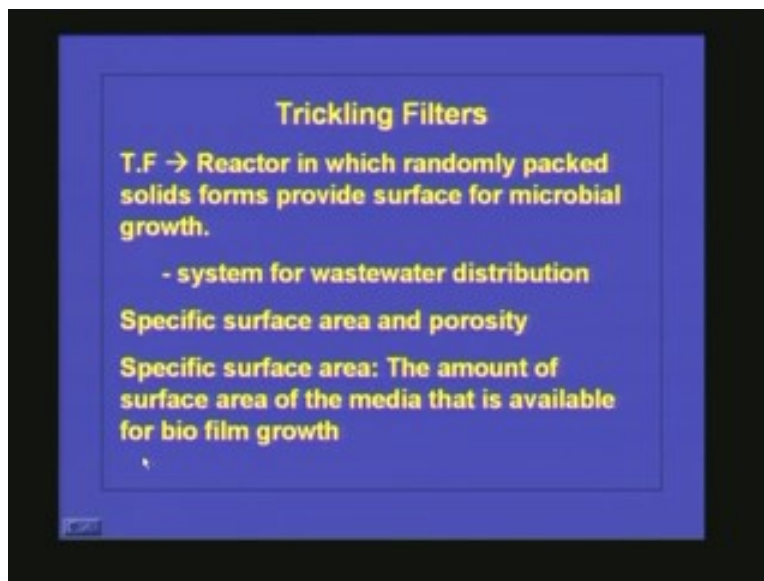 Trickling Filters
T.F → Reactor in which randomly packed
solids forms provide surface for microbial
growth.
- system for wastewater distribution
Specific surface area and porosity
Specific surface area: The amount of
surface area of the media that is available
for bio film growth